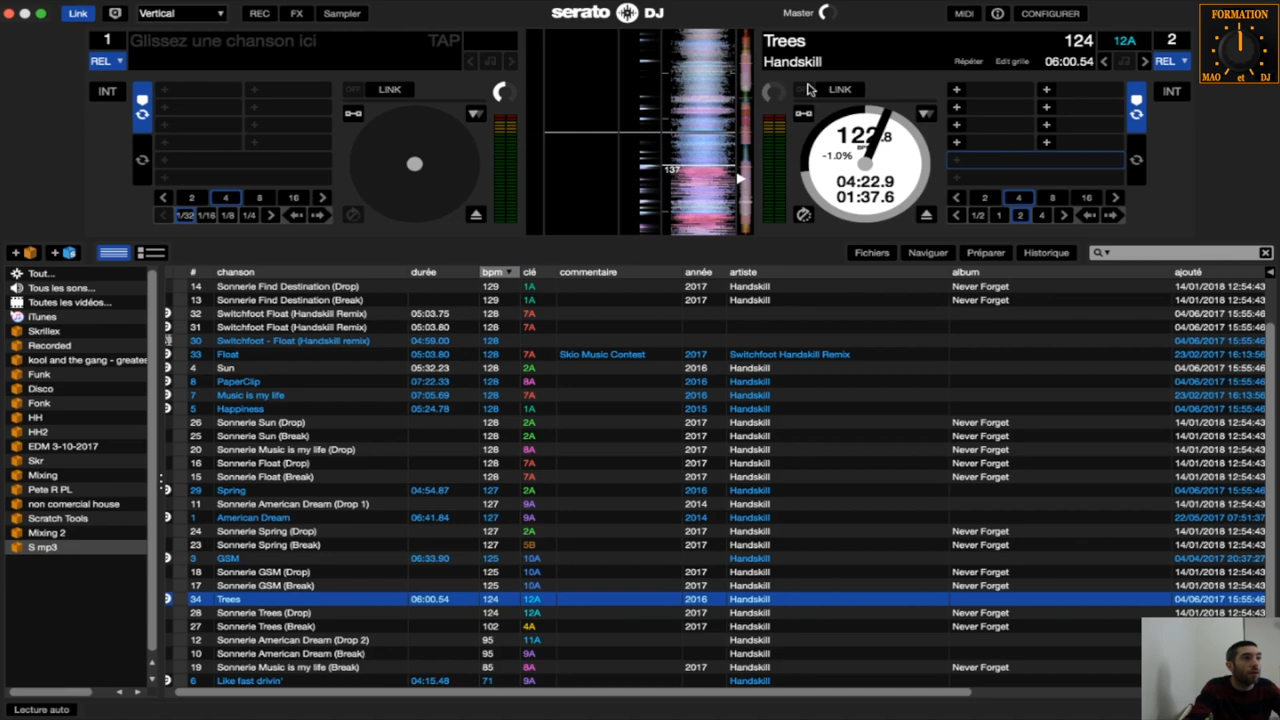 Link Vertical REC FX Sampler serato DJ Master MIDI CONFIGURER
FORMATION
MAO et DJ
1 Glissez une chanson ici TAP
REL
INT
OFF LINK
2 4 8 16
1/32 1/16 1/8 1/4
137
Trees 124 12A 2
Handskill Répéter Edit grille 06:00.54 REL
LINK INT
122.8
BPM
-1.0%
04:22.9
01:37.6
2 4 8 16
1/2 1 2 4
Fichiers Naviguer Préparer Historique
Tout...
Tous les sons...
Toutes les vidéos...
iTunes
Skrillex
Recorded
kool and the gang - greates
Funk
Disco
Fonk
HH
HH2
EDM 3-10-2017
Skr
Mixing
Pete R PL
non comercial house
Scratch Tools
Mixing 2
S mp3
Lecture auto
# chanson durée bpm clé commentaire année artiste album ajouté
14 Sonnerie Find Destination (Drop) 129 1A 2017 Handskill Never Forget 14/01/2018 12:54:43
13 Sonnerie Find Destination (Break) 129 1A 2017 Handskill Never Forget 14/01/2018 12:54:43
32 Switchfoot Float (Handskill Remix) 05:03.75 128 7A 04/06/2017 15:55:46
31 Switchfoot Float (Handskill Remix) 05:03.80 128 7A 04/06/2017 15:55:46
30 Switchfoot - Float (Handskill remix) 04:59.00 128 04/06/2017 15:55:46
33 Float 05:03.80 128 7A Skio Music Contest 2017 Switchfoot Handskill Remix 23/02/2017 16:13:56
4 Sun 05:32.23 128 2A 2016 Handskill 04/06/2017 15:55:46
8 PaperClip 07:22.33 128 8A 2016 Handskill 04/06/2017 15:55:46
7 Music is my life 07:05.69 128 7A 2016 Handskill 23/02/2017 16:13:56
5 Happiness 05:24.78 128 1A 2015 Handskill 04/06/2017 15:55:46
26 Sonnerie Sun (Drop) 128 2A 2017 Handskill Never Forget 14/01/2018 12:54:43
25 Sonnerie Sun (Break) 128 2A 2017 Handskill Never Forget 14/01/2018 12:54:43
20 Sonnerie Music is my life (Drop) 128 8A 2017 Handskill Never Forget 14/01/2018 12:54:43
16 Sonnerie Float (Drop) 128 7A 2017 Handskill Never Forget 14/01/2018 12:54:43
15 Sonnerie Float (Break) 128 7A 2017 Handskill Never Forget 14/01/2018 12:54:43
29 Spring 04:54.87 127 2A 2016 Handskill 04/06/2017 15:55:46
11 Sonnerie American Dream (Drop 1) 127 9A 2014 Handskill Never Forget 14/01/2018 12:54:43
1 American Dream 06:41.84 127 9A 2014 Handskill 22/05/2017 07:51:37
24 Sonnerie Spring (Drop) 127 2A 2017 Handskill Never Forget 14/01/2018 12:54:43
23 Sonnerie Spring (Break) 127 5B 2017 Handskill Never Forget 14/01/2018 12:54:43
3 GSM 06:33.90 125 10A 2016 Handskill 04/04/2017 20:37:27
18 Sonnerie GSM (Drop) 125 10A 2017 Handskill Never Forget 14/01/2018 12:54:43
17 Sonnerie GSM (Break) 125 10A 2017 Handskill Never Forget 14/01/2018 12:54:43
34 Trees 06:00.54 124 12A 2016 Handskill 04/06/2017 15:55:46
28 Sonnerie Trees (Drop) 124 12A 2017 Handskill Never Forget 14/01/2018 12:54:43
27 Sonnerie Trees (Break) 102 4A 2017 Handskill Never Forget
12 Sonnerie American Dream (Drop 2) 95 11A Handskill
10 Sonnerie American Dream (Break) 95 9A Handskill
19 Sonnerie Music is my life (Break) 85 8A 2017 Handskill Never Forget
6 Like fast drivin' 04:15.48 71 9A Handskill